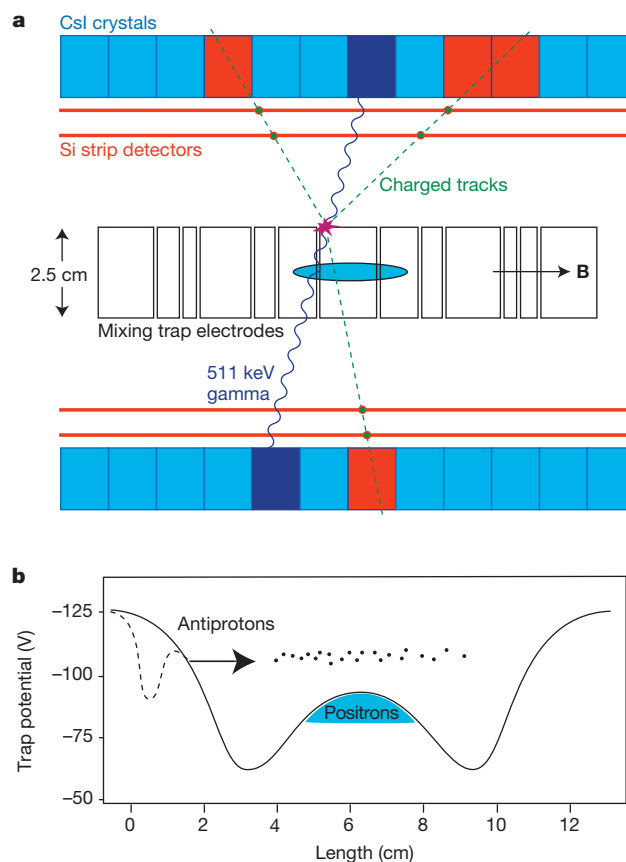 a
CsI crystals
Si strip detectors
Charged tracks
2.5 cm
B
Mixing trap electrodes
511 keV
gamma
b
Trap potential (V)
–125
–100
–75
–50
Antiprotons
Positrons
0 2 4 6 8 10 12
Length (cm)